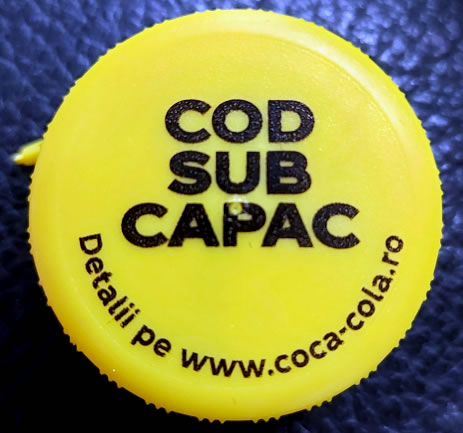 COD
SUB
CAPAC
Detalii pe www.coca-cola.ro